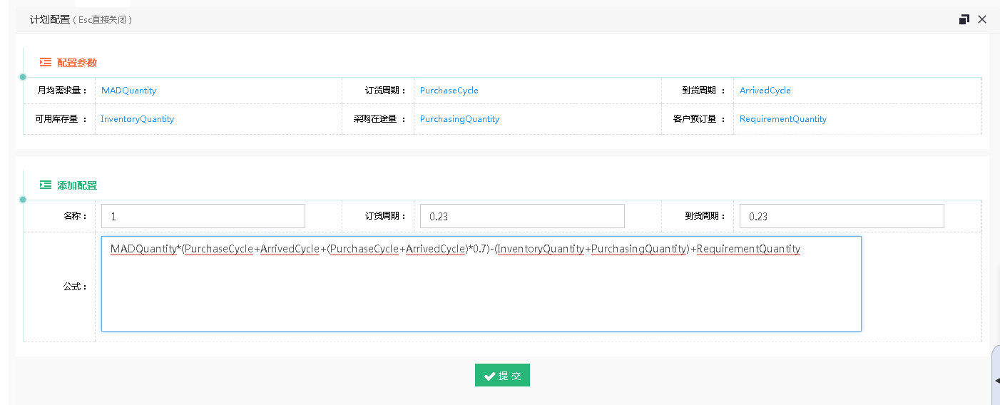 计划配置 ( Esc直接关闭 )
配置参数
月均需求量： MADQuantity 订货周期： PurchaseCycle 到货周期 ： ArrivedCycle
可用库存量 ： InventoryQuantity 采购在途量 ： PurchasingQuantity 客户预订量 ： RequirementQuantity
添加配置
名称： 1 订货周期： 0.23 到货周期： 0.23
MADQuantity*(PurchaseCycle+ArrivedCycle+(PurchaseCycle+ArrivedCycle)*0.7)-(InventoryQuantity+PurchasingQuantity)+RequirementQuantity
公式：
提 交